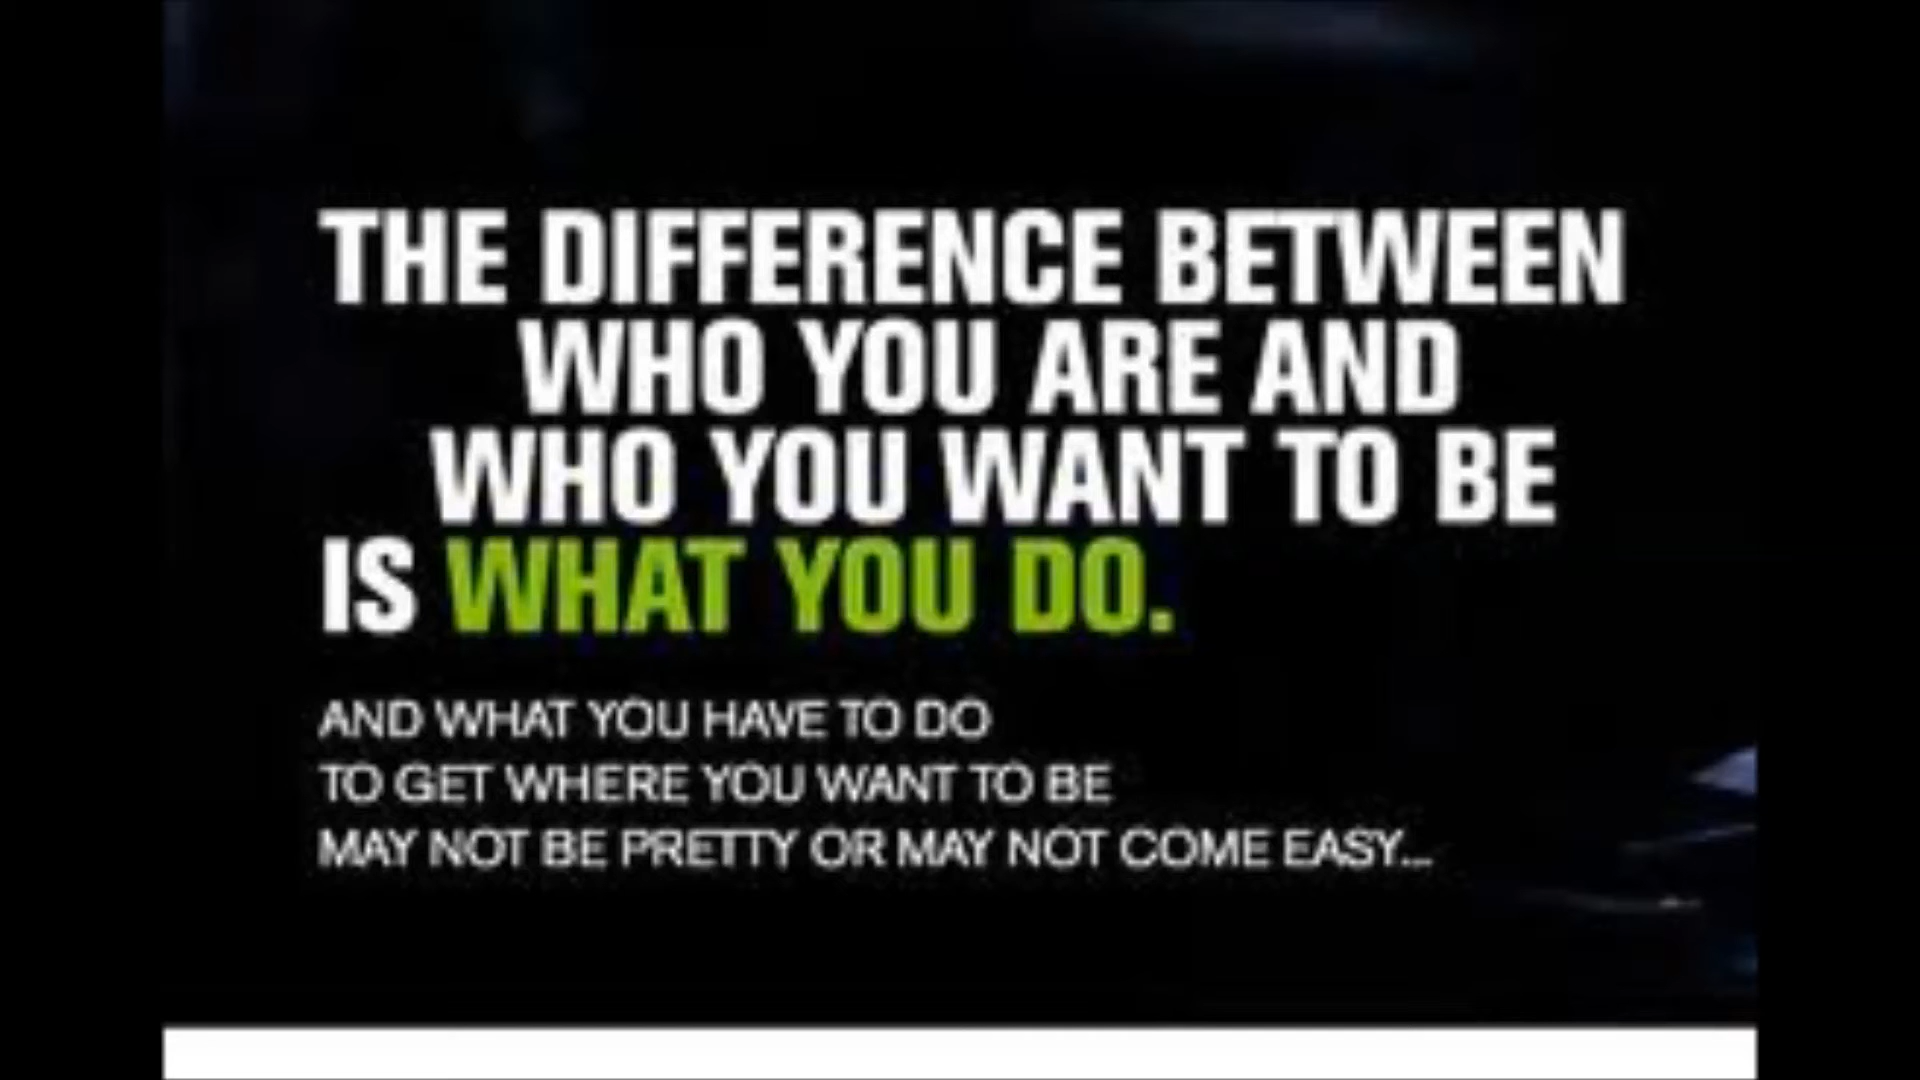 THE DIFFERENCE BETWEEN
WHO YOU ARE AND
WHO YOU WANT TO BE
IS WHAT YOU DO.
AND WHAT YOU HAVE TO DO
TO GET WHERE YOU WANT TO BE
MAY NOT BE PRETTY OR MAY NOT COME EASY...